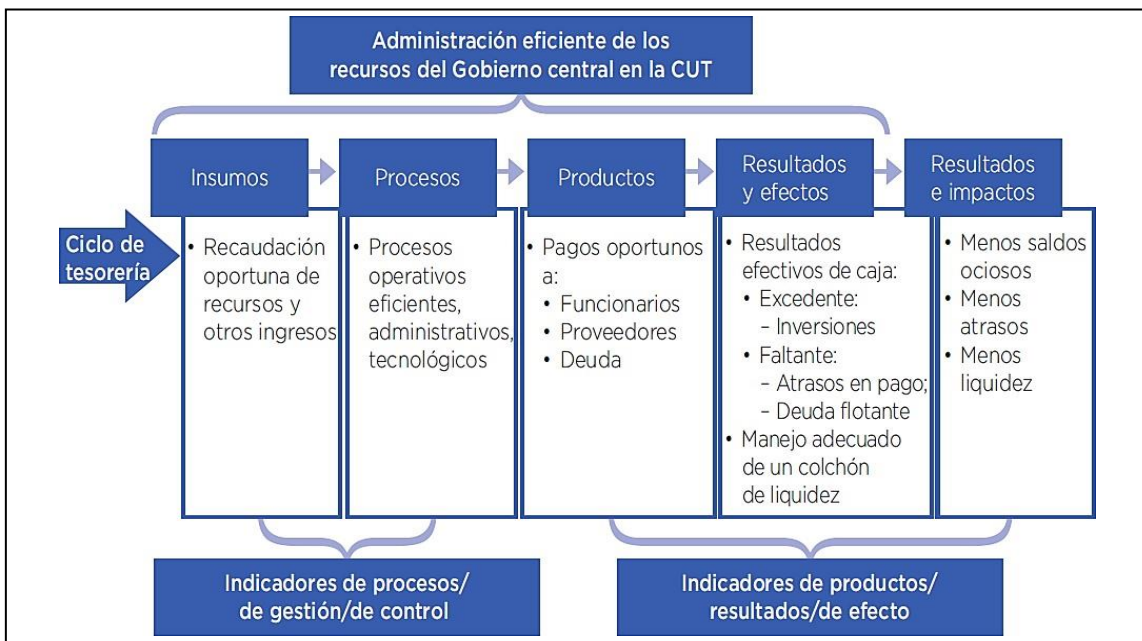 Administración eficiente de los
recursos del Gobierno central en la CUT
Insumos
Procesos
Productos
Resultados
y efectos
Resultados
e impactos
Ciclo de
tesorería
• Recaudación
oportuna de
recursos y
otros ingresos
• Procesos
operativos
eficientes,
administrativos,
tecnológicos
• Pagos oportunos
a:
• Funcionarios
• Proveedores
• Deuda
• Resultados
efectivos de caja:
• Excedente:
– Inversiones
• Faltante:
– Atrasos en pago;
– Deuda flotante
• Manejo adecuado
de un colchón
de liquidez
• Menos saldos
ociosos
• Menos
atrasos
• Menos
liquidez
Indicadores de procesos/
de gestión/de control
Indicadores de productos/
resultados/de efecto